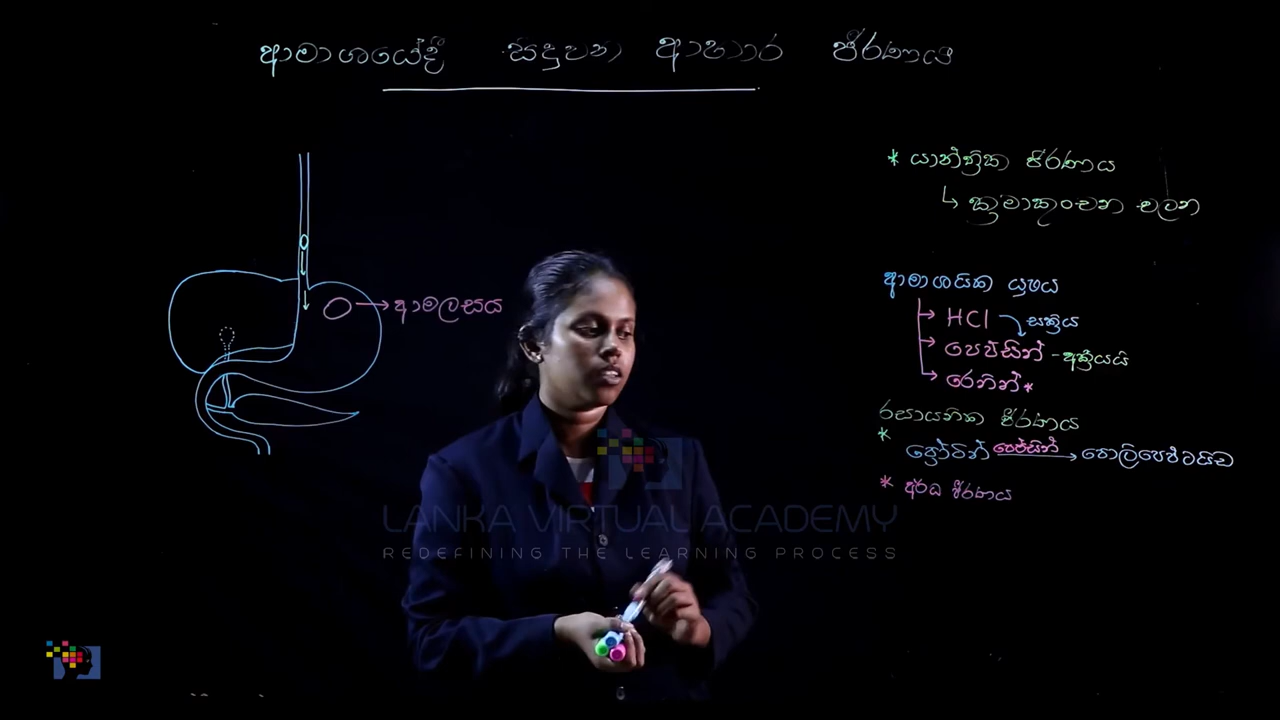 ආමාශයේදී සිදුවන ආහාර ජීරණය
* යාන්ත්‍රික ජීරණය
↳ ක්‍රමාකුංචන චලන
ආමාශයික යුෂය
HCl සක්‍රීය
පෙප්සින් - අක්‍රීයයි
රෙනින් *
ආමලසය
රසායනික ජීරණය
* ප්‍රෝටීන් පෙප්සින් → පොලිපෙප්ටයිඩ
* අර්ධ ජීරණය
LANKA VIRTUAL ACADEMY
REDEFINING THE LEARNING PROCESS